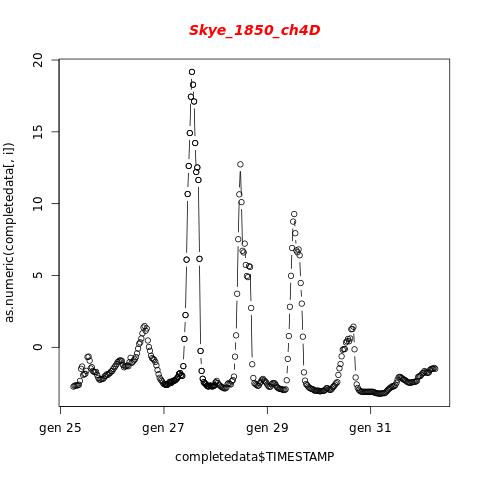 Skye_1850_ch4D
as.numeric(completedata[, i])
20
15
10
5
0
gen 25 gen 27 gen 29 gen 31
completedata$TIMESTAMP